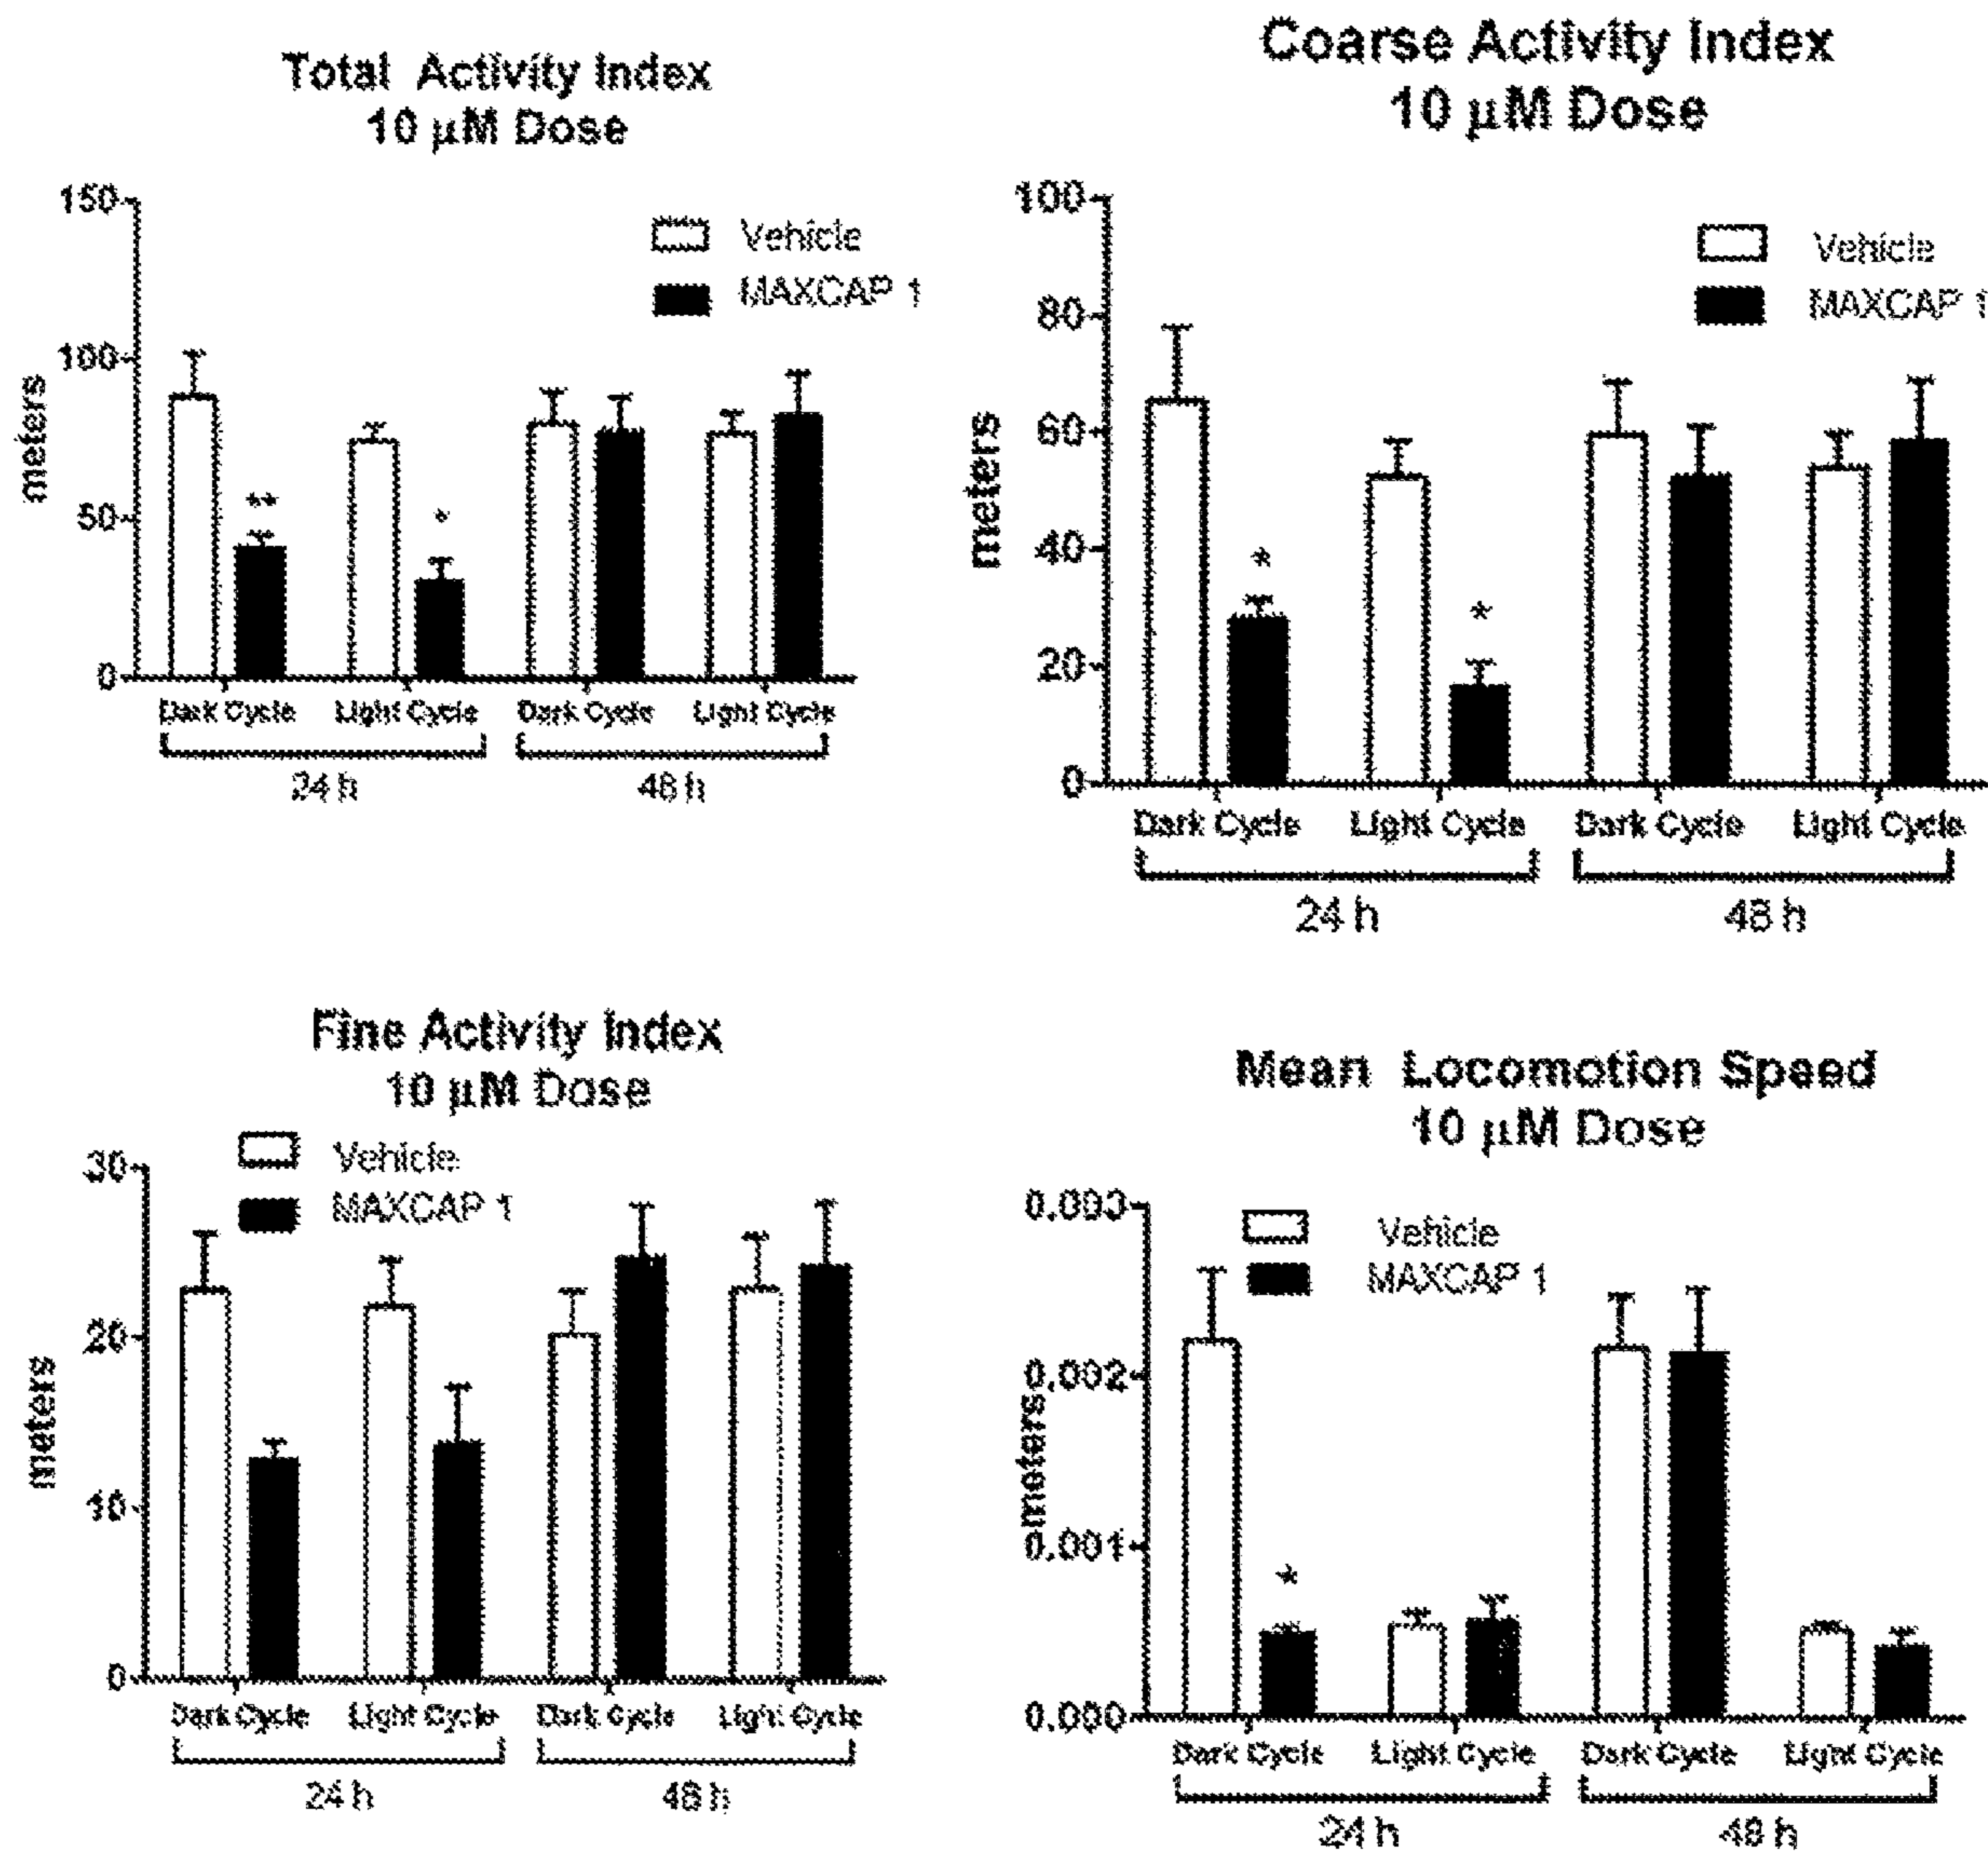 Total Activity Index
10 μM Dose
150
100
50
0
meters
Vehicle
MAXCAP 1
**
*
Dark Cycle Light Cycle Dark Cycle Light Cycle
24 h 48 h
Coarse Activity Index
10 μM Dose
100
80
60
40
20
0
meters
Vehicle
MAXCAP 1
*
*
Dark Cycle Light Cycle Dark Cycle Light Cycle
24 h 48 h
Fine Activity Index
10 μM Dose
Vehicle
MAXCAP 1
30
20
10
0
meters
Dark Cycle Light Cycle Dark Cycle Light Cycle
24 h 48 h
Mean Locomotion Speed
10 μM Dose
0.003
0.002
0.001
0.000
meters
Vehicle
MAXCAP 1
*
Dark Cycle Light Cycle Dark Cycle Light Cycle
24 h 48 h